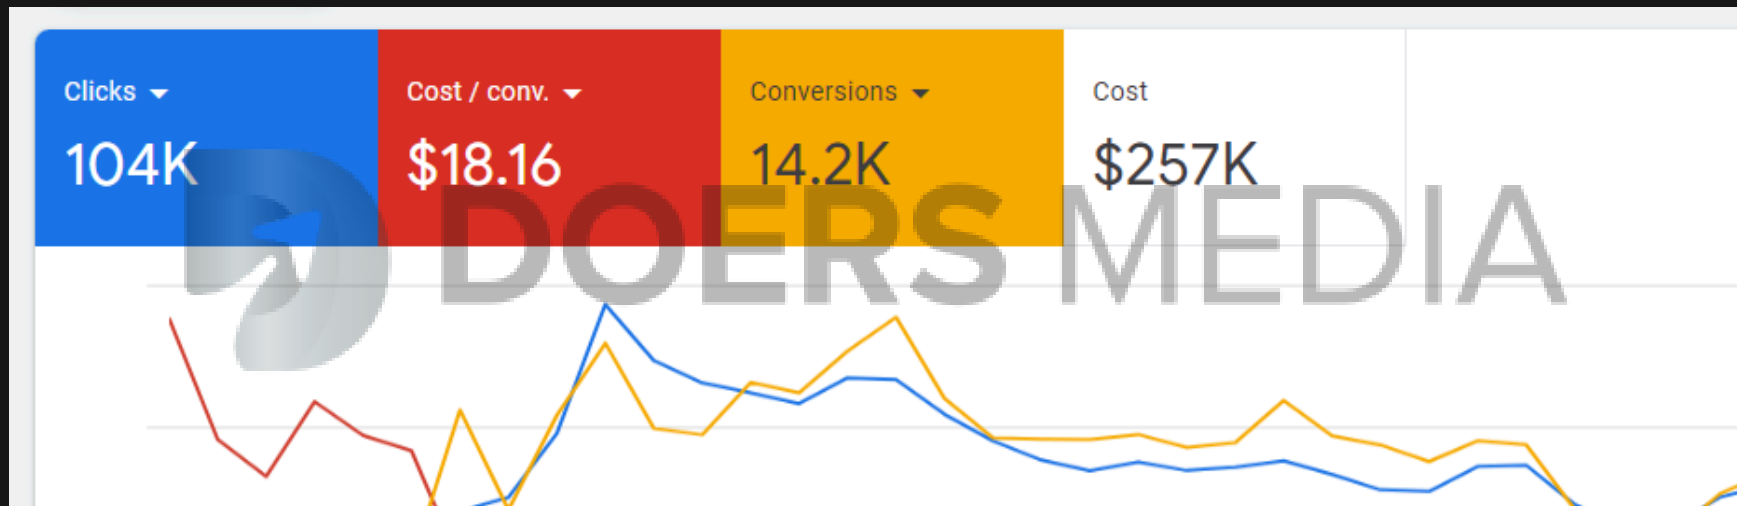 Clicks
Cost / conv.
Conversions
Cost
104K
$18.16
14.2K
$257K
DOERS MEDIA